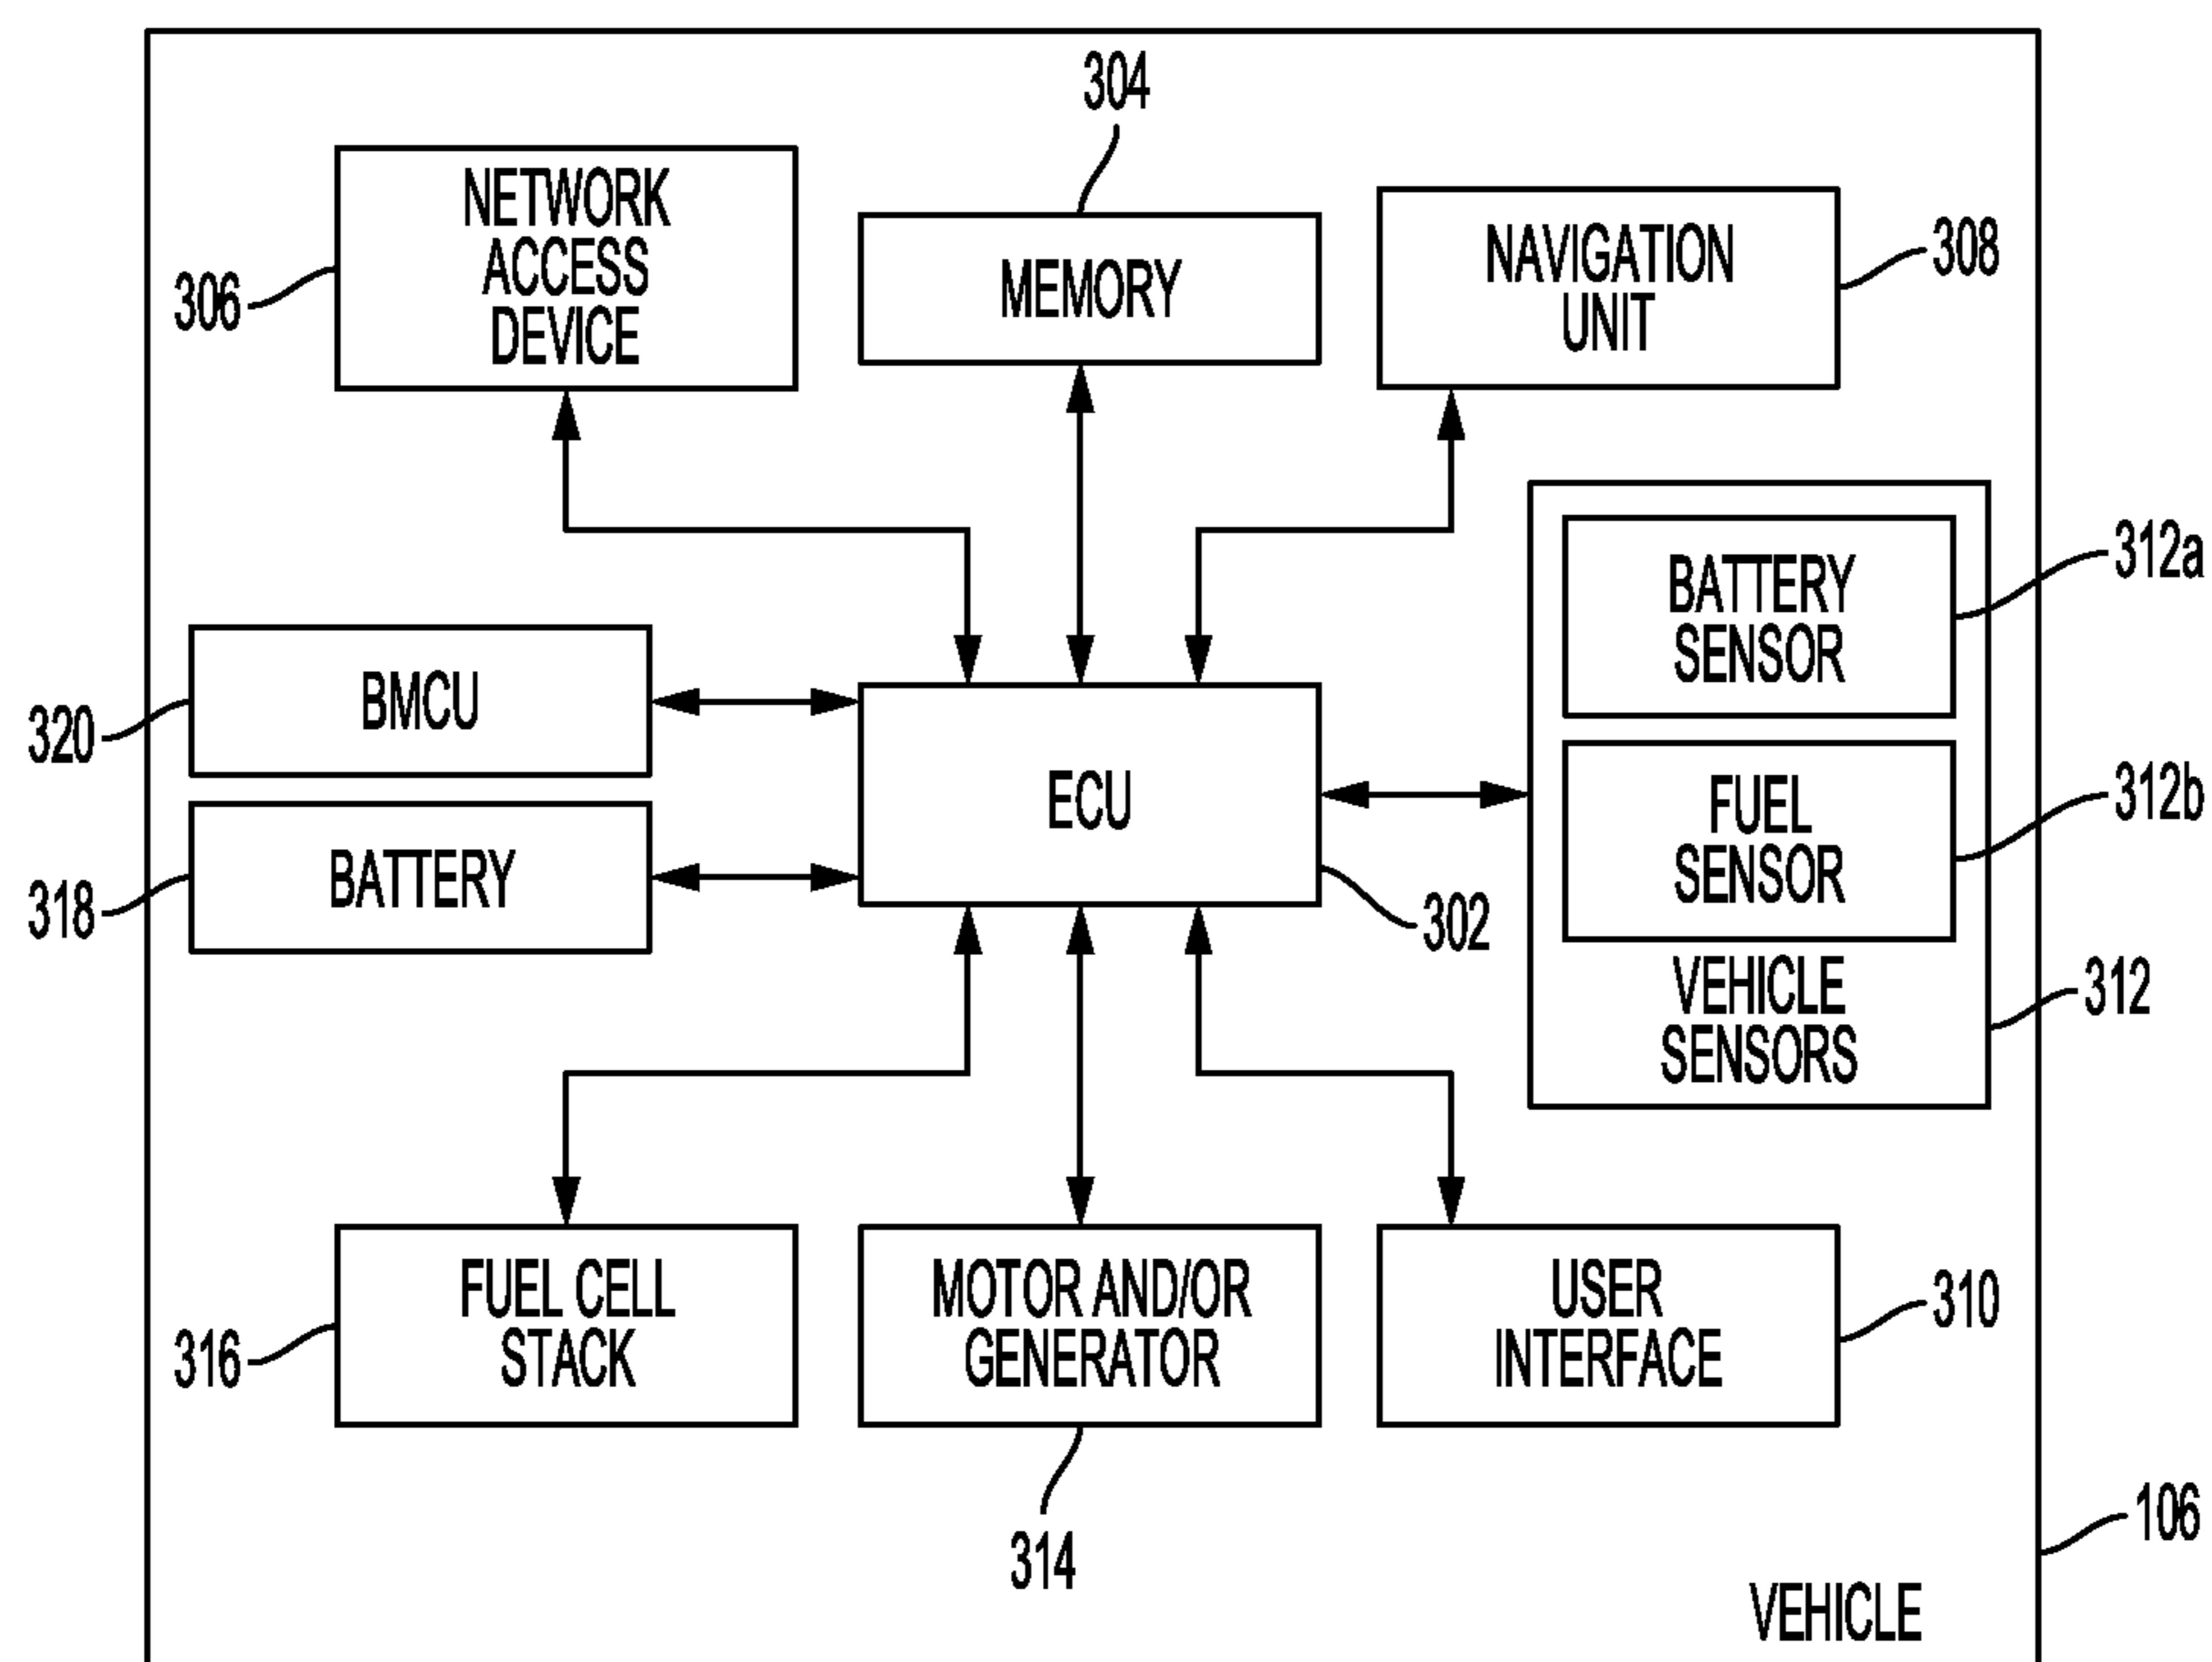 304
NETWORK
ACCESS
DEVICE
306
MEMORY
NAVIGATION
UNIT
308
BATTERY
SENSOR
312a
BMCU
320
ECU
FUEL
SENSOR
312b
BATTERY
318
302
VEHICLE
SENSORS
312
FUEL CELL
STACK
316
MOTOR AND/OR
GENERATOR
314
USER
INTERFACE
310
106
VEHICLE